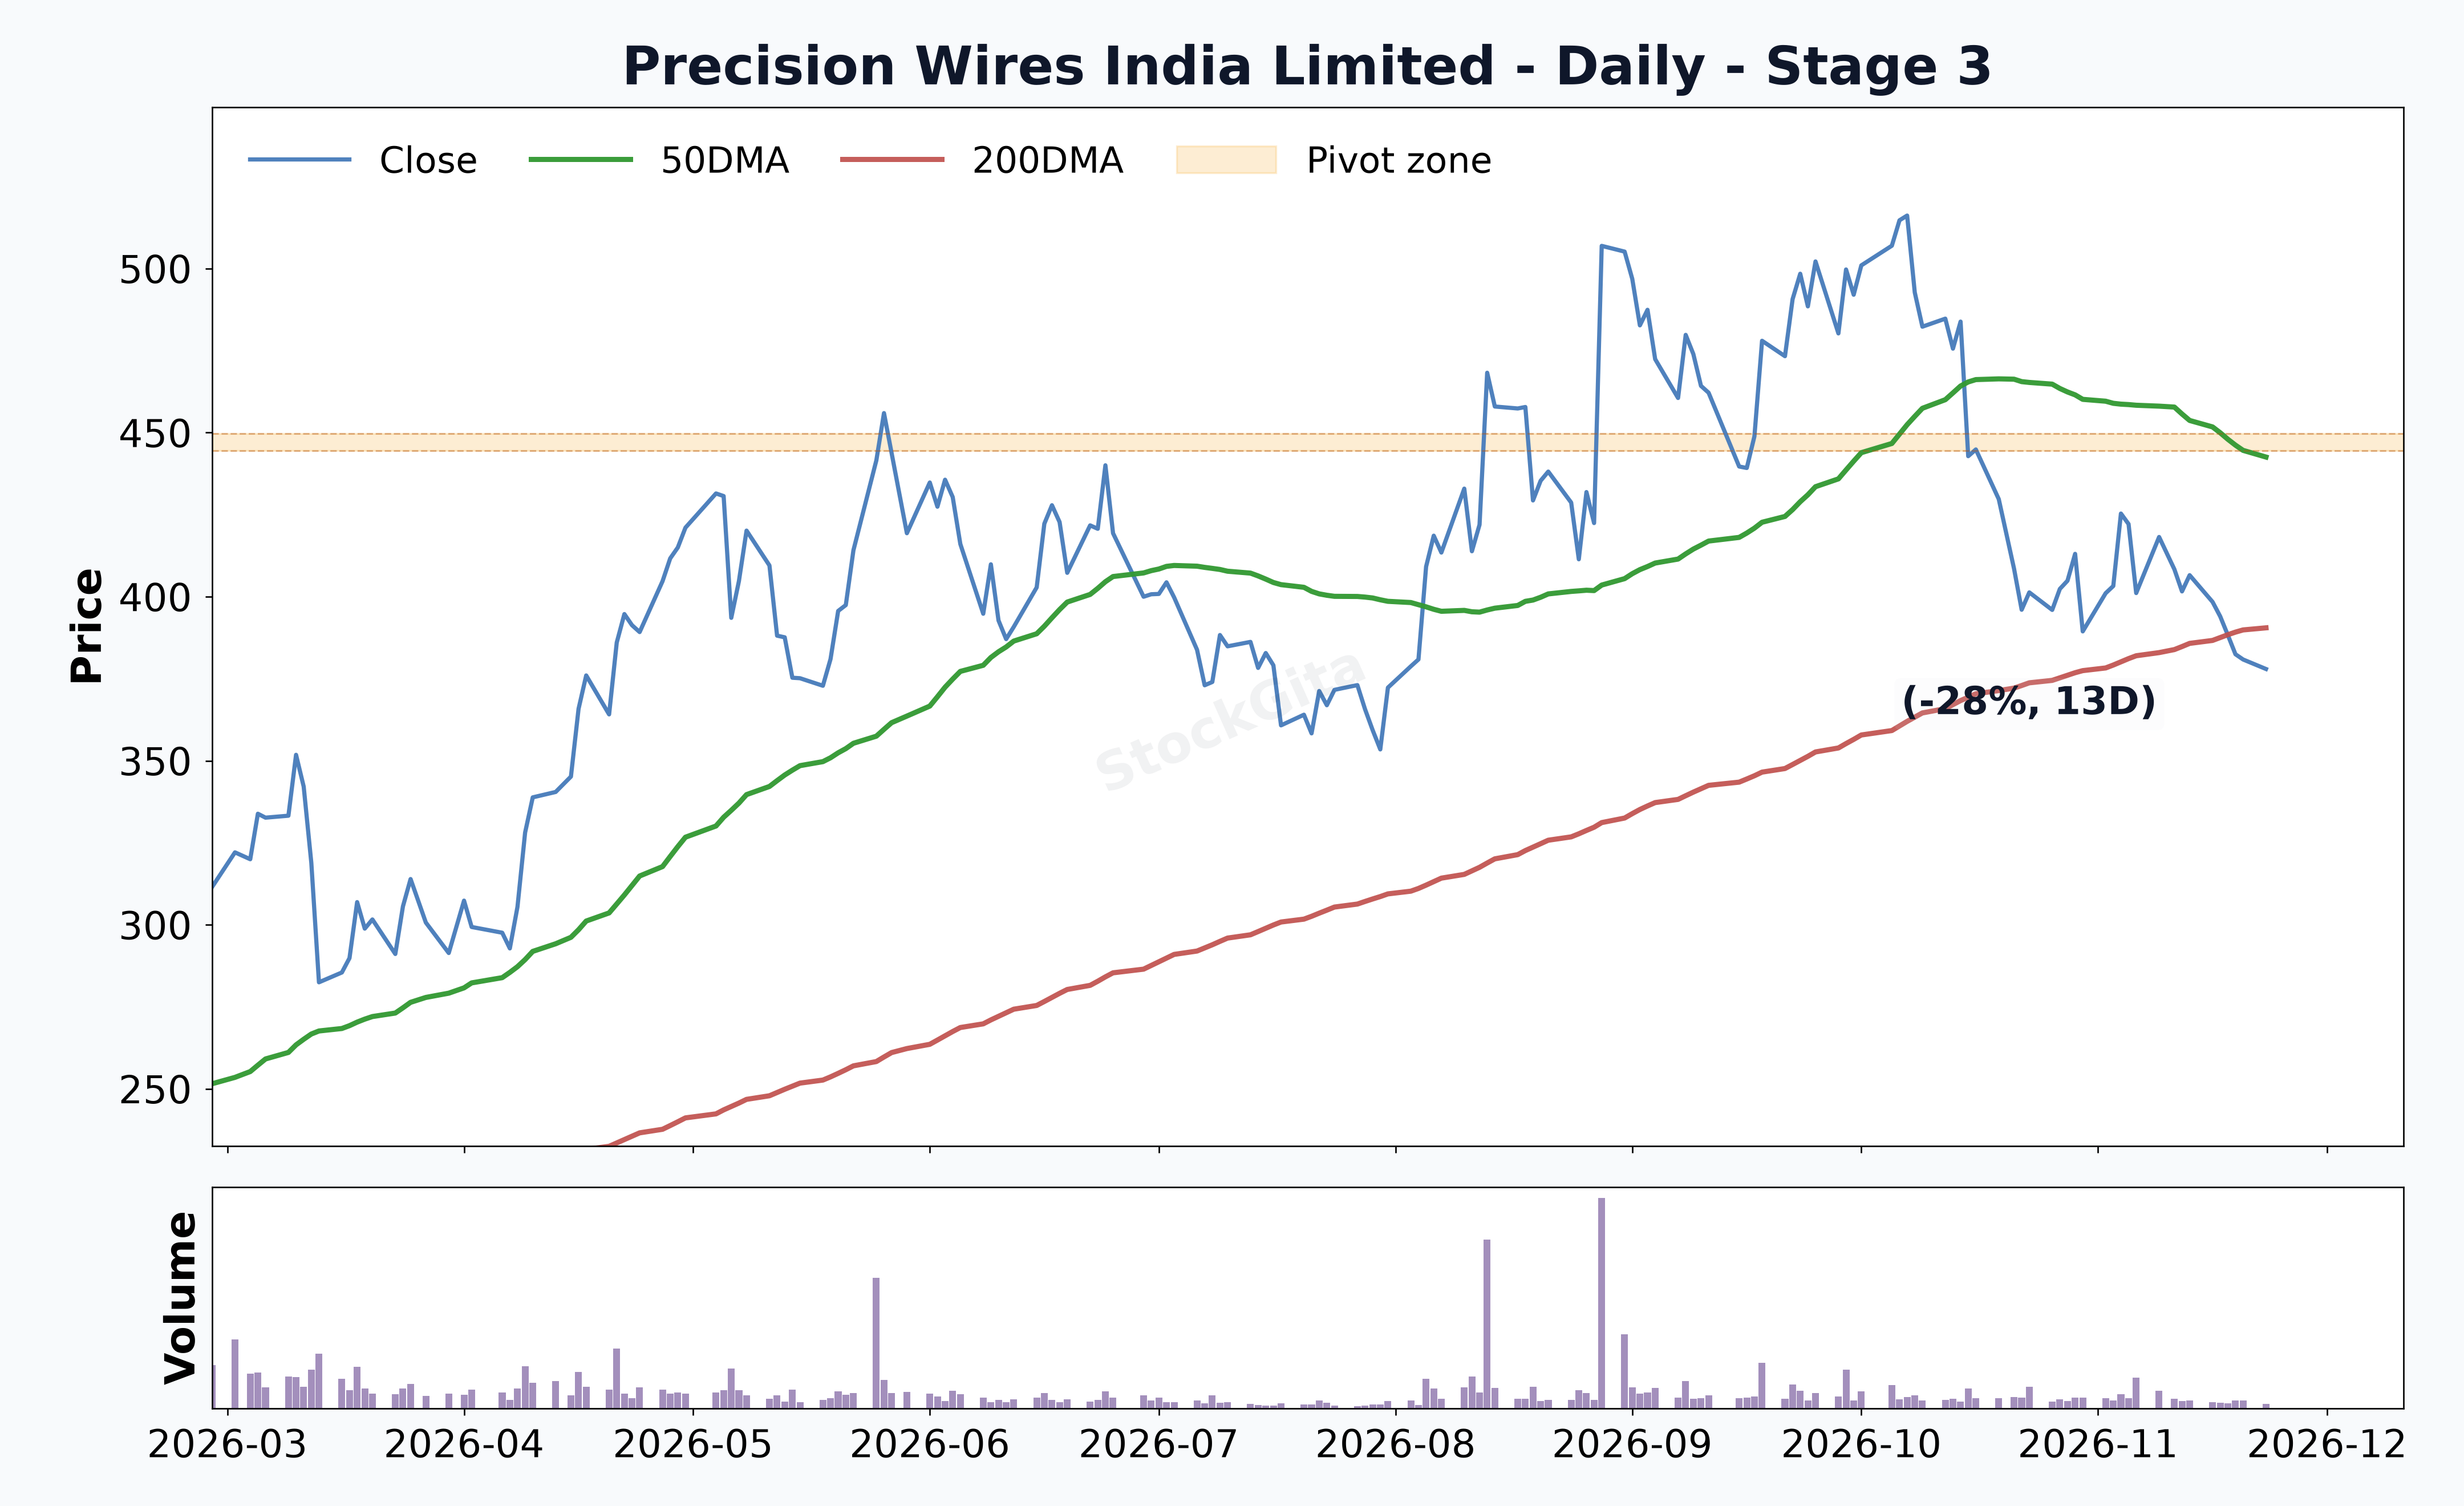 Precision Wires India Limited - Daily - Stage 3
Close
50DMA
200DMA
Pivot zone
Price
500
450
400
350
300
250
StockGita
(-28%, 13D)
Volume
2026-03
2026-04
2026-05
2026-06
2026-07
2026-08
2026-09
2026-10
2026-11
2026-12